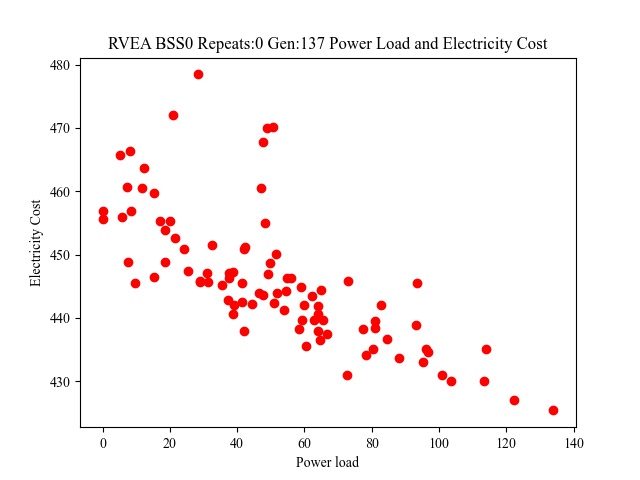 RVEA BSS0 Repeats:0 Gen:137 Power Load and Electricity Cost
480
470
460
450
440
430
Electricity Cost
0 20 40 60 80 100 120 140
Power load